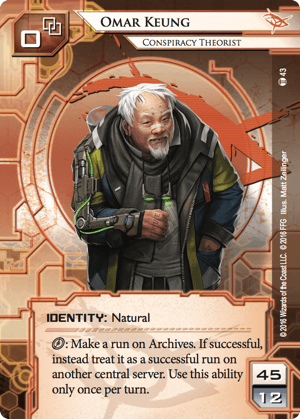 OMAR KEUNG
CONSPIRACY THEORIST
0
43
Illus. Matt Zeilinger
© 2016 Wizards of the Coast LLC. © 2016 FFG
IDENTITY: Natural
: Make a run on Archives. If successful,
instead treat it as a successful run on
another central server. Use this ability
only once per turn.
45
12